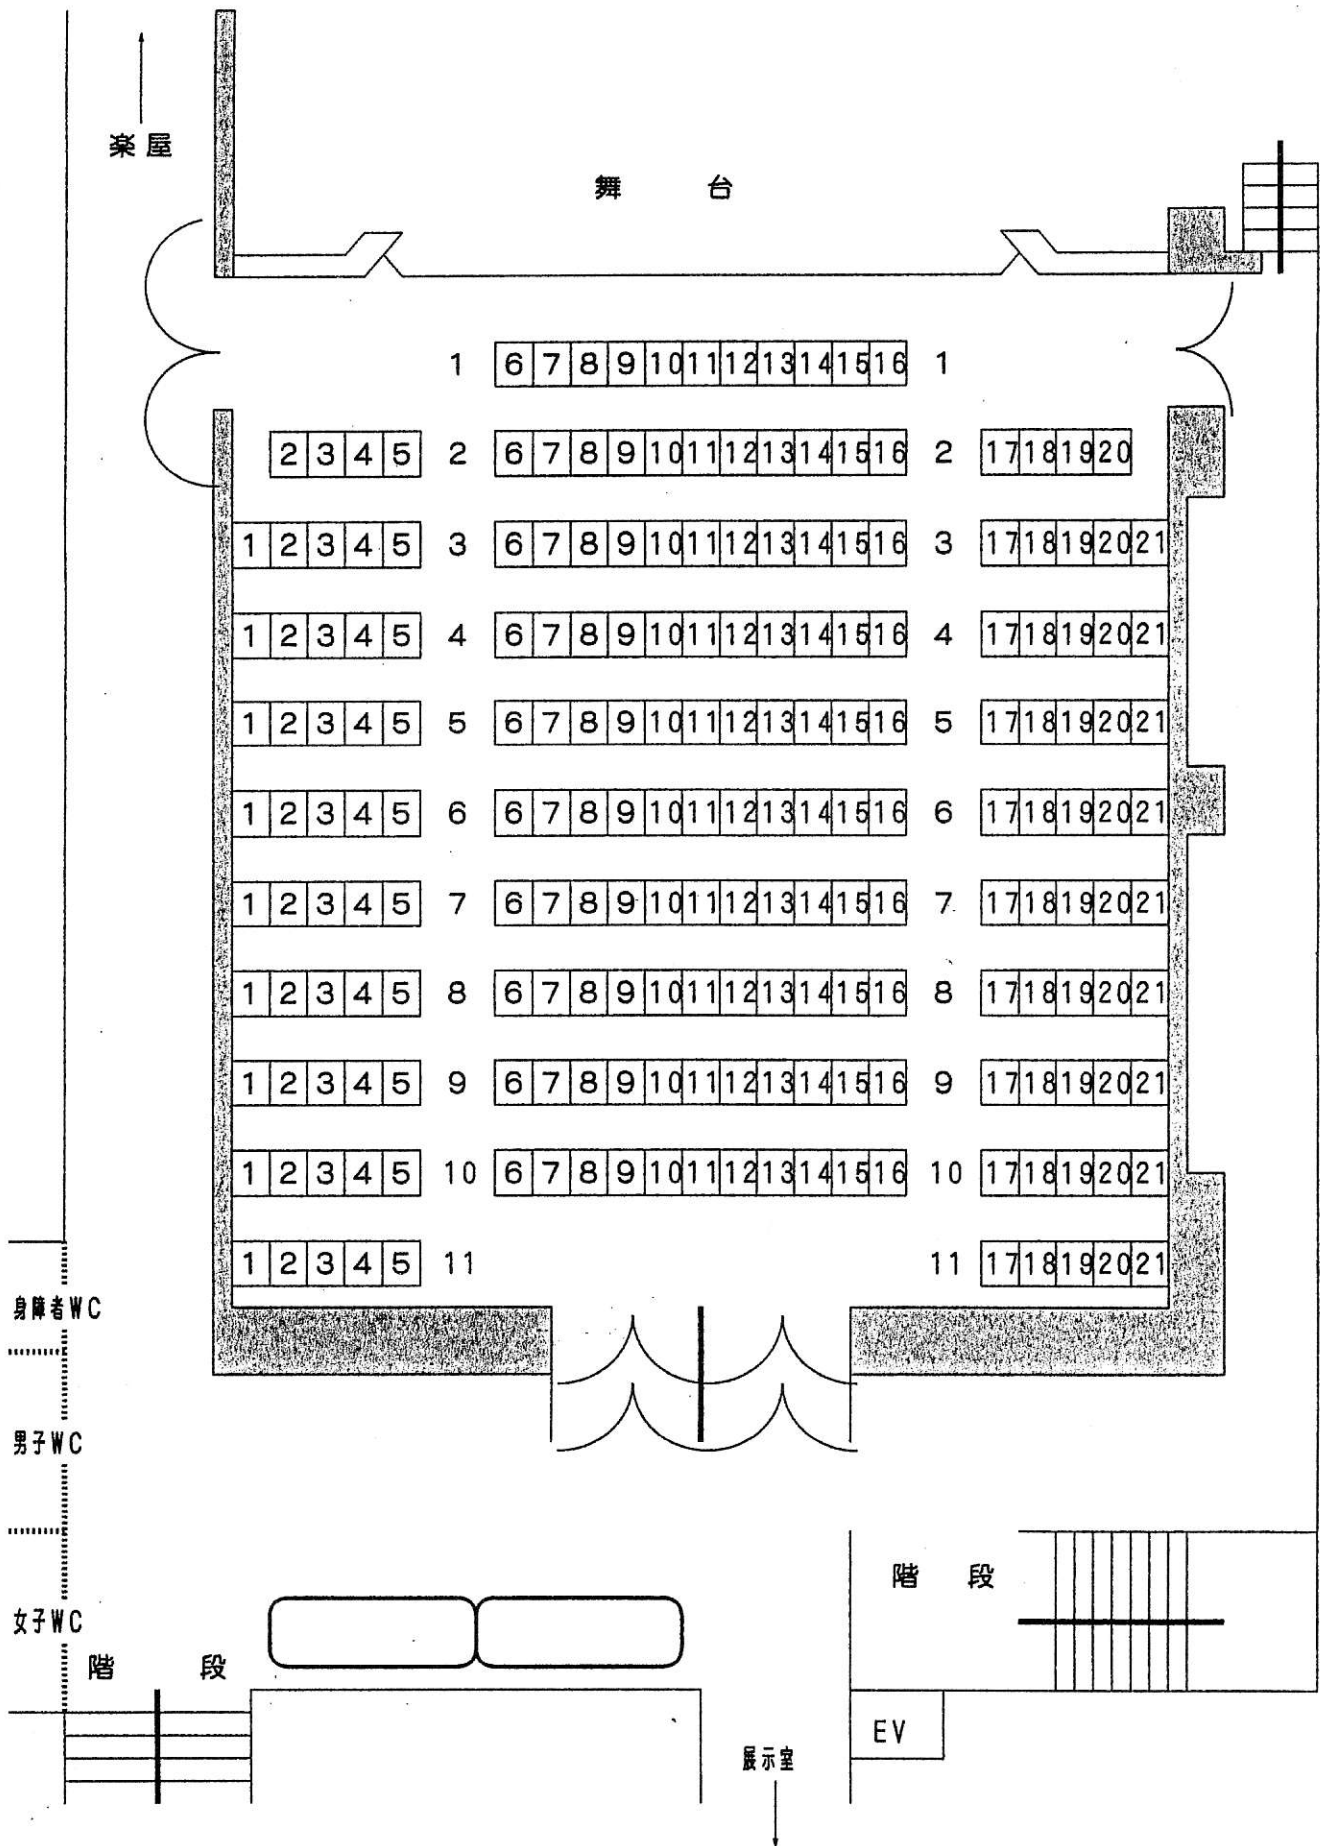 楽屋
舞 台
1 6 7 8 9 10 11 12 13 14 15 16 1
2 3 4 5 2 6 7 8 9 10 11 12 13 14 15 16 2 17 18 19 20
1 2 3 4 5 3 6 7 8 9 10 11 12 13 14 15 16 3 17 18 19 20 21
1 2 3 4 5 4 6 7 8 9 10 11 12 13 14 15 16 4 17 18 19 20 21
1 2 3 4 5 5 6 7 8 9 10 11 12 13 14 15 16 5 17 18 19 20 21
1 2 3 4 5 6 6 7 8 9 10 11 12 13 14 15 16 6 17 18 19 20 21
1 2 3 4 5 7 6 7 8 9 10 11 12 13 14 15 16 7 17 18 19 20 21
1 2 3 4 5 8 6 7 8 9 10 11 12 13 14 15 16 8 17 18 19 20 21
1 2 3 4 5 9 6 7 8 9 10 11 12 13 14 15 16 9 17 18 19 20 21
1 2 3 4 5 10 6 7 8 9 10 11 12 13 14 15 16 10 17 18 19 20 21
1 2 3 4 5 11 11 17 18 19 20 21
身障者WC
男子WC
階 段
女子WC
階 段
EV
展示室